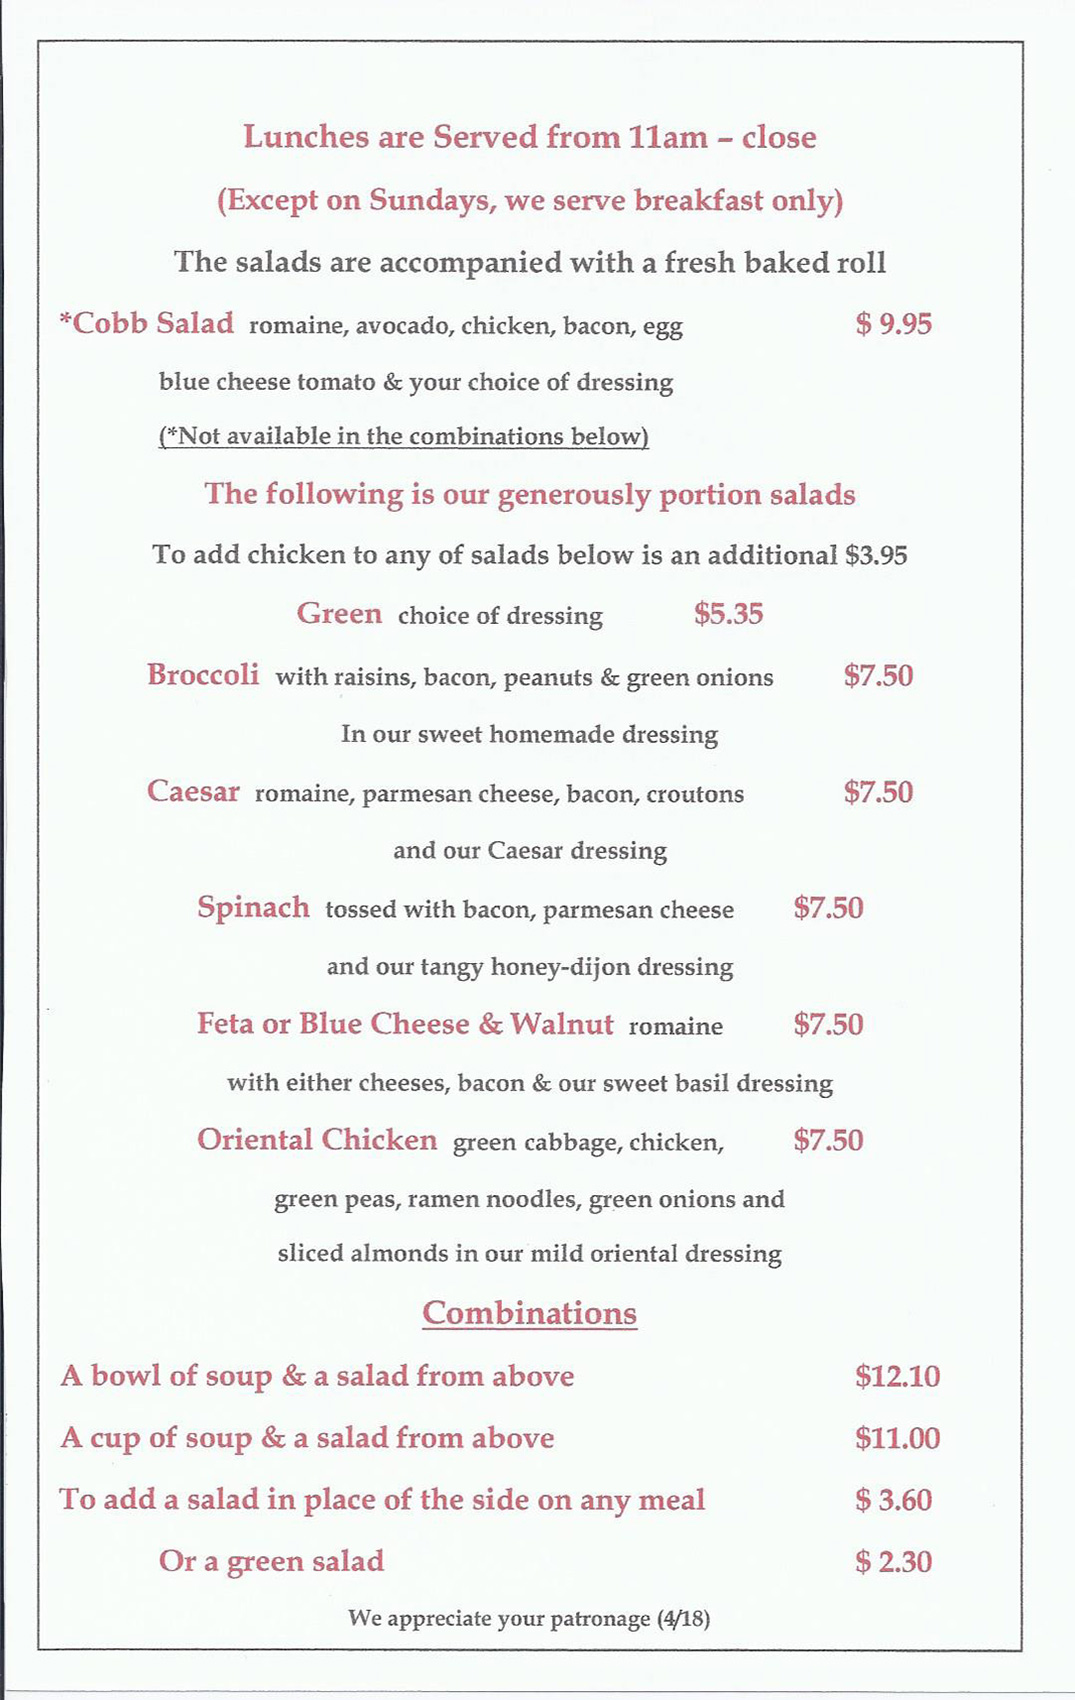 Lunches are Served from 11am – close
(Except on Sundays, we serve breakfast only)
The salads are accompanied with a fresh baked roll
*Cobb Salad romaine, avocado, chicken, bacon, egg $ 9.95
blue cheese tomato & your choice of dressing
(*Not available in the combinations below)
The following is our generously portion salads
To add chicken to any of salads below is an additional $3.95
Green choice of dressing $5.35
Broccoli with raisins, bacon, peanuts & green onions $7.50
In our sweet homemade dressing
Caesar romaine, parmesan cheese, bacon, croutons $7.50
and our Caesar dressing
Spinach tossed with bacon, parmesan cheese $7.50
and our tangy honey-dijon dressing
Feta or Blue Cheese & Walnut romaine $7.50
with either cheeses, bacon & our sweet basil dressing
Oriental Chicken green cabbage, chicken, $7.50
green peas, ramen noodles, green onions and
sliced almonds in our mild oriental dressing
Combinations
A bowl of soup & a salad from above $12.10
A cup of soup & a salad from above $11.00
To add a salad in place of the side on any meal $ 3.60
Or a green salad $ 2.30
We appreciate your patronage (4/18)